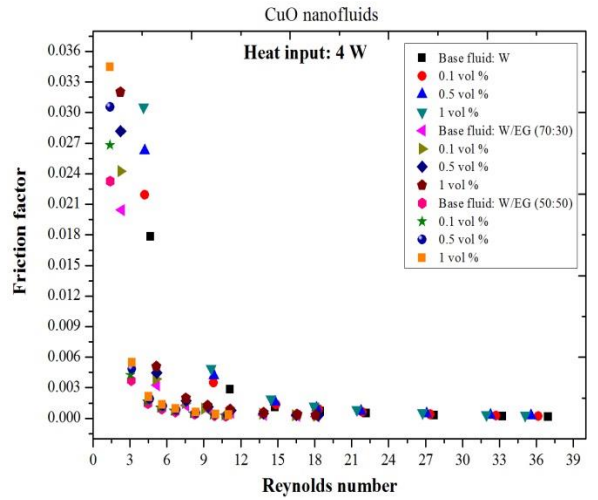 CuO nanofluids
Heat input: 4 W
Base fluid: W
0.1 vol %
0.5 vol %
1 vol %
Base fluid: W/EG (70:30)
0.1 vol %
0.5 vol %
1 vol %
Base fluid: W/EG (50:50)
0.1 vol %
0.5 vol %
1 vol %
Friction factor
0.036
0.033
0.030
0.027
0.024
0.021
0.018
0.015
0.012
0.009
0.006
0.003
0.000
0 3 6 9 12 15 18 21 24 27 30 33 36 39
Reynolds number